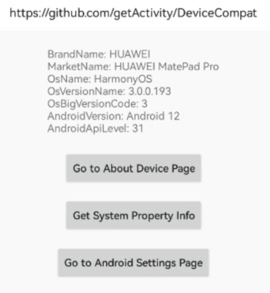 https://github.com/getActivity/DeviceCompat
BrandName: HUAWEI
MarketName: HUAWEI MatePad Pro
OsName: HarmonyOS
OsVersionName: 3.0.0.193
OsBigVersionCode: 3
AndroidVersion: Android 12
AndroidApiLevel: 31
Go to About Device Page
Get System Property Info
Go to Android Settings Page